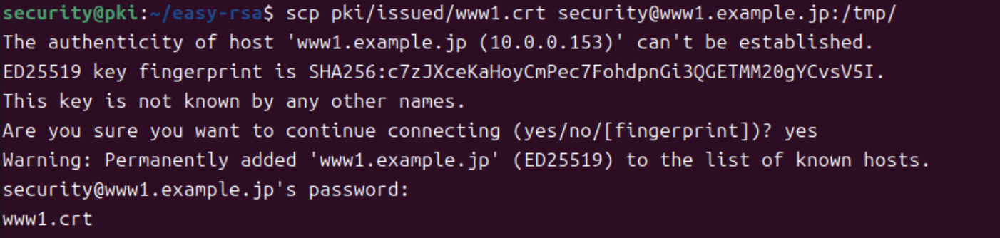 security@pki:~/easy-rsa$ scp pki/issued/www1.crt security@www1.example.jp:/tmp/
The authenticity of host 'www1.example.jp (10.0.0.153)' can't be established.
ED25519 key fingerprint is SHA256:c7zJXceKaHoyCmPec7FohdpnGi3QGETMM20gYCvsV5I.
This key is not known by any other names.
Are you sure you want to continue connecting (yes/no/[fingerprint])? yes
Warning: Permanently added 'www1.example.jp' (ED25519) to the list of known hosts.
security@www1.example.jp's password:
www1.crt